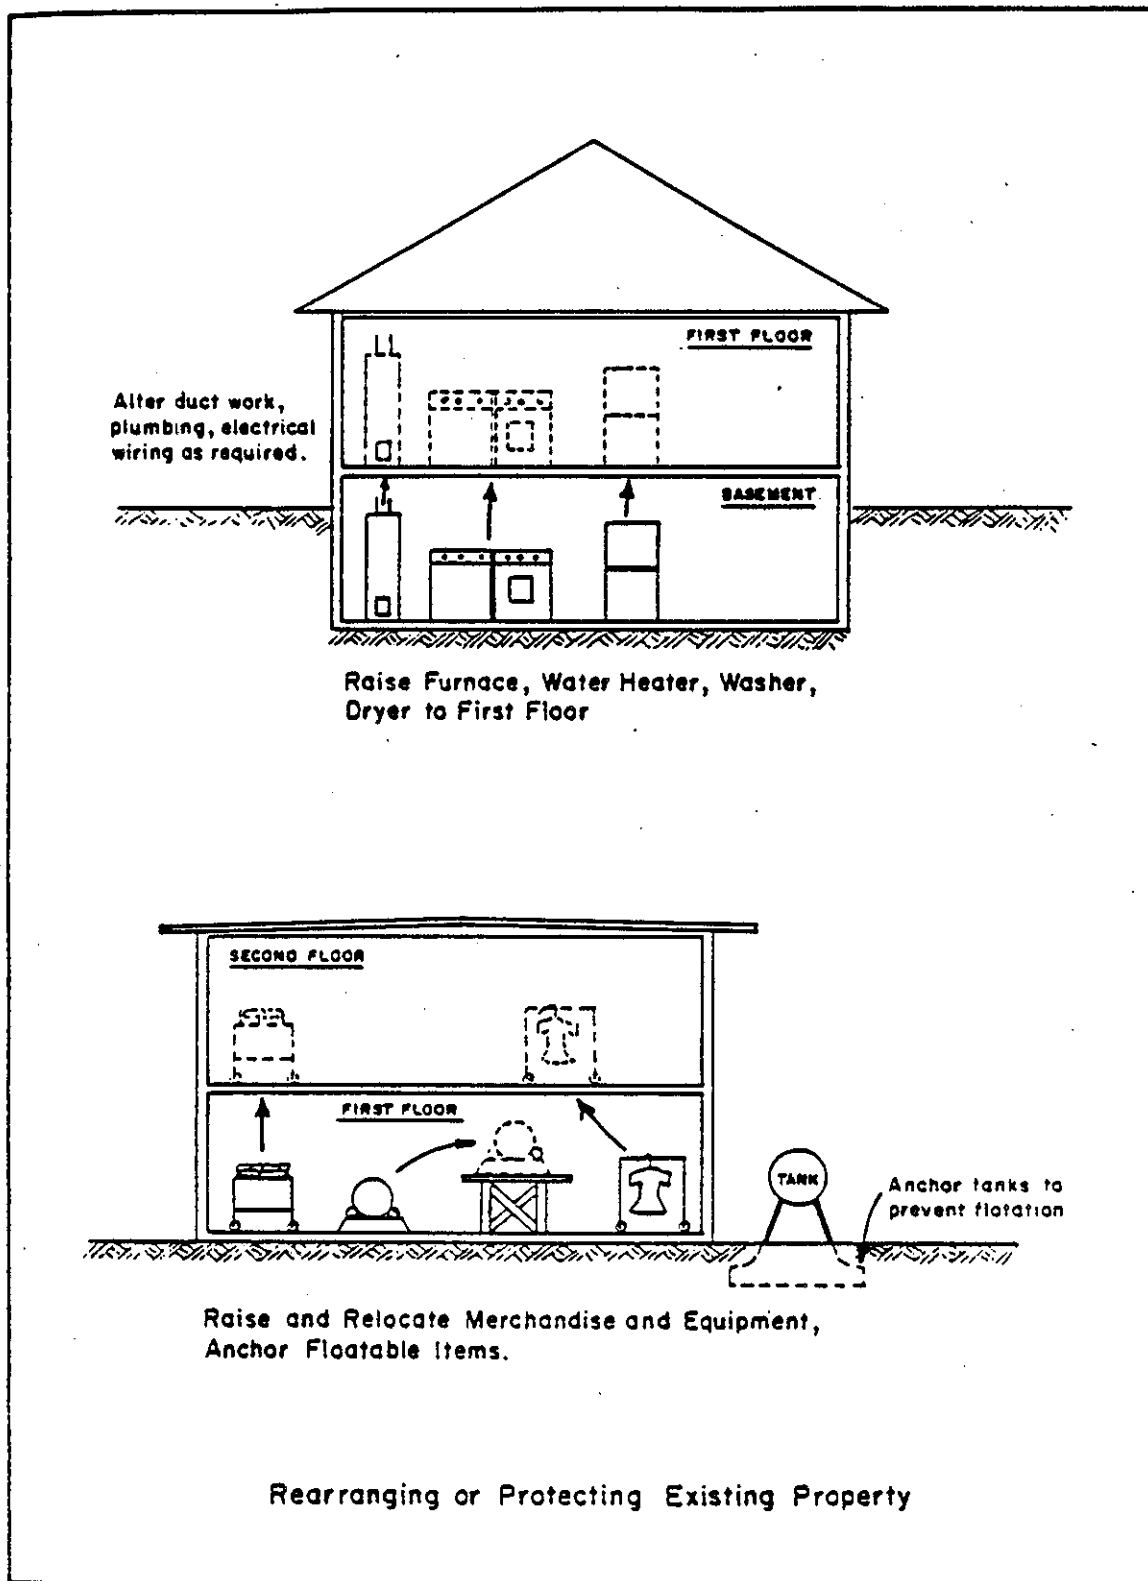 FIRST FLOOR
Alter duct work,
plumbing, electrical
wiring as required.
BASEMENT
Raise Furnace, Water Heater, Washer,
Dryer to First Floor
SECOND FLOOR
FIRST FLOOR
TANK
Anchor tanks to
prevent flotation
Raise and Relocate Merchandise and Equipment,
Anchor Floatable Items.
Rearranging or Protecting Existing Property